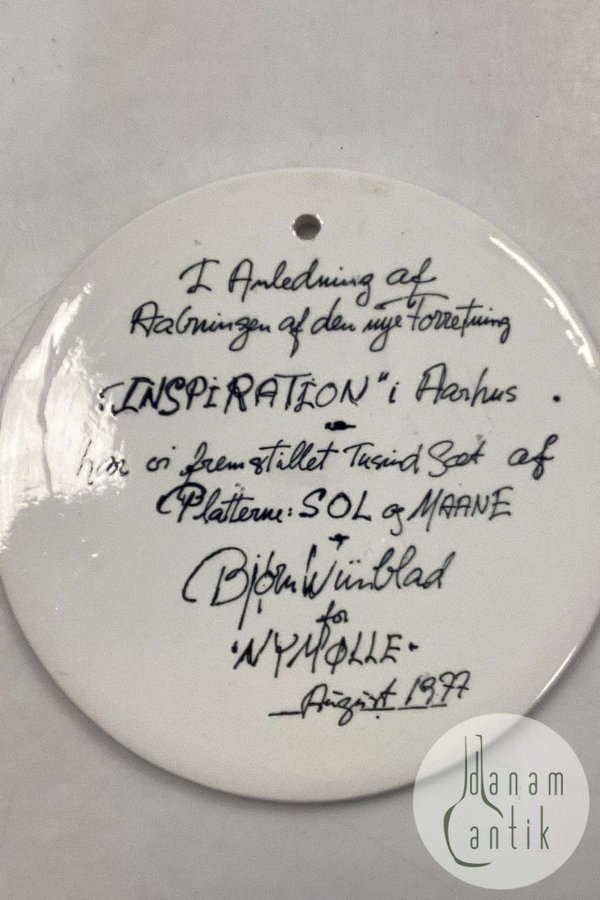 I Anledning af
Aabningen af den nye Forretning
"INSPIRATION" i Aarhus.
har vi fremstillet Tusind Sæt af
Platterne: SOL og MAANE
Bjørn Wiinblad
for
·NYMØLLE·
August 1977
danam
antik